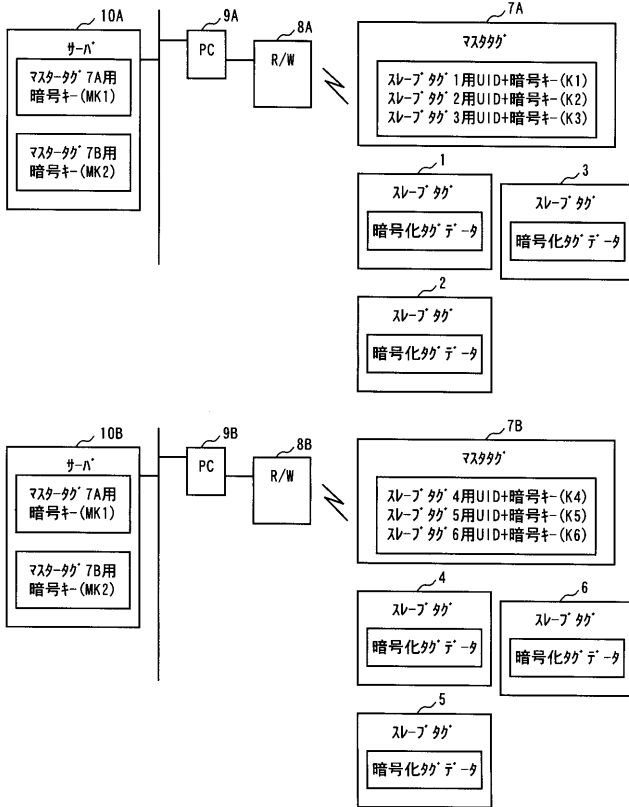 10A
サーバ
マスタータグ7A用
暗号キー(MK1)
マスタータグ7B用
暗号キー(MK2)
9A
PC
8A
R/W
7A
マスタタグ
スレーブタグ1用UID+暗号キー(K1)
スレーブタグ2用UID+暗号キー(K2)
スレーブタグ3用UID+暗号キー(K3)
1
スレーブタグ
暗号化タグデータ
3
スレーブタグ
暗号化タグデータ
2
スレーブタグ
暗号化タグデータ
10B
サーバ
マスタータグ7A用
暗号キー(MK1)
マスタータグ7B用
暗号キー(MK2)
9B
PC
8B
R/W
7B
マスタタグ
スレーブタグ4用UID+暗号キー(K4)
スレーブタグ5用UID+暗号キー(K5)
スレーブタグ6用UID+暗号キー(K6)
4
スレーブタグ
暗号化タグデータ
6
スレーブタグ
暗号化タグデータ
5
スレーブタグ
暗号化タグデータ